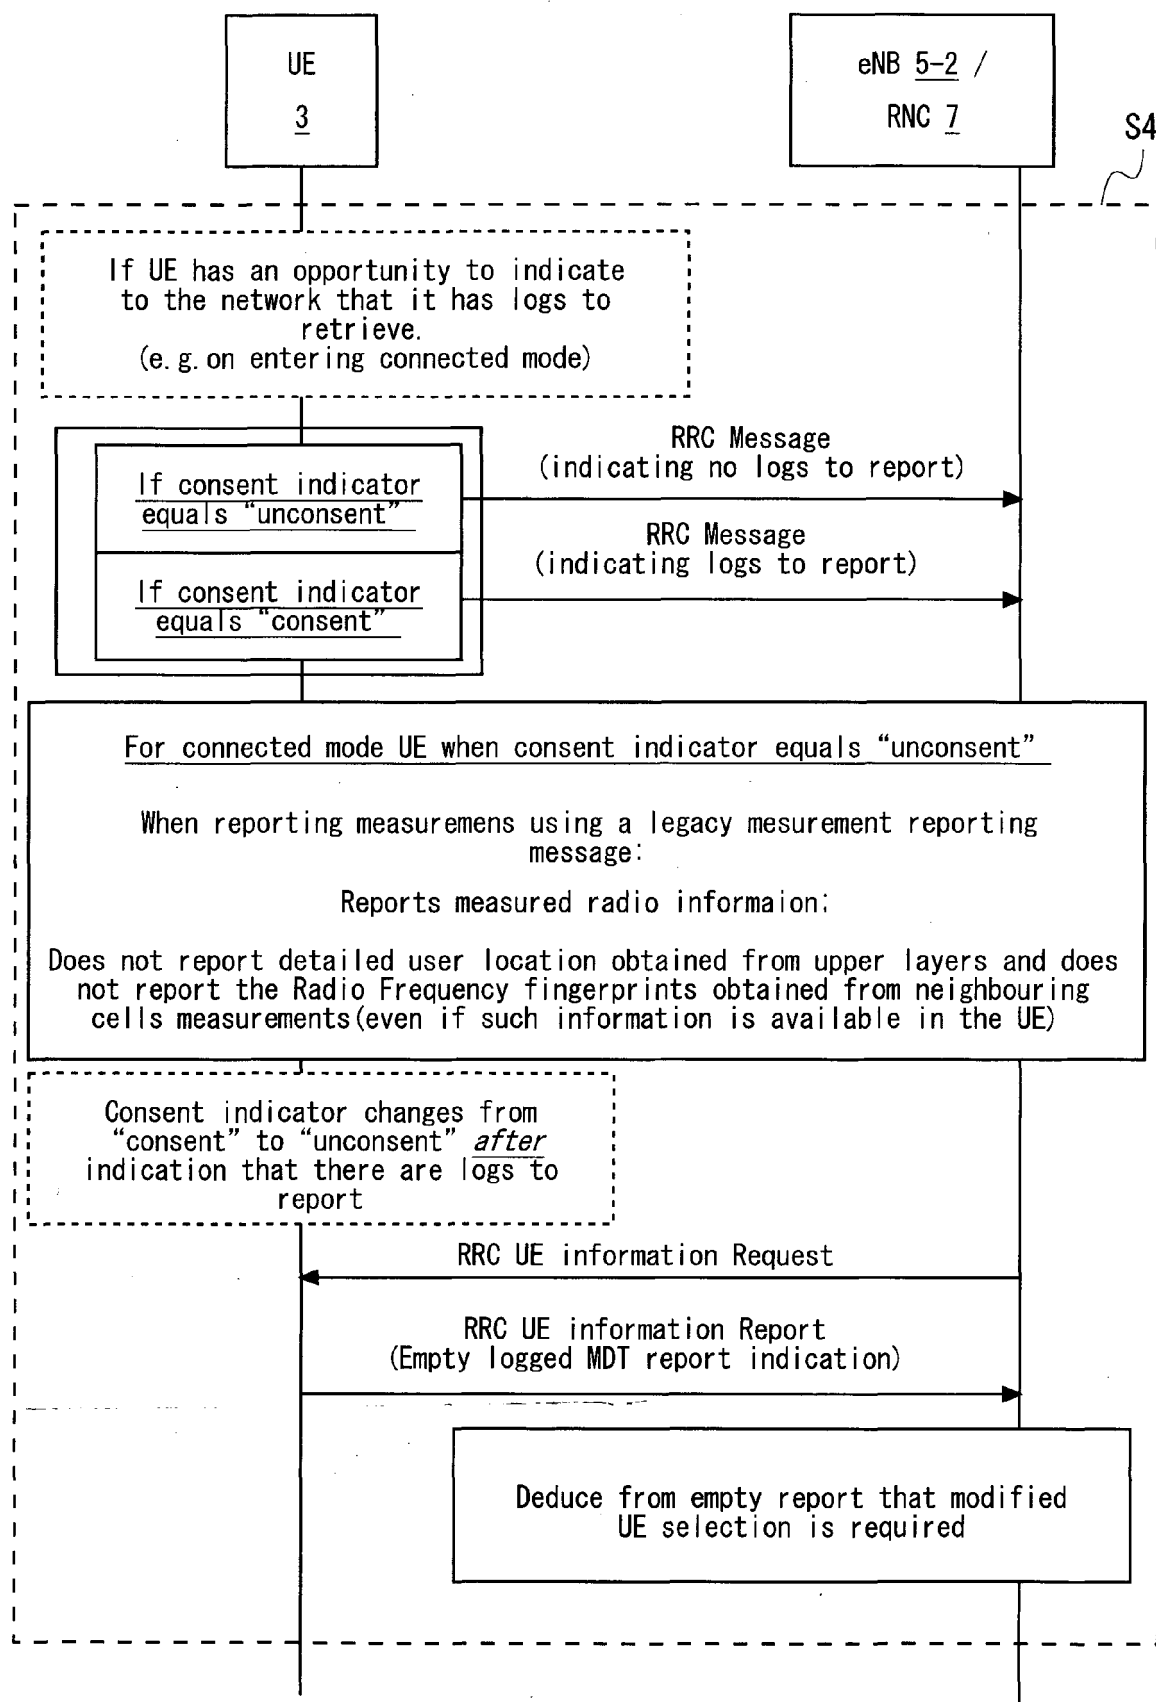 UE
3
eNB 5-2 /
RNC 7
S4
If UE has an opportunity to indicate
to the network that it has logs to
retrieve.
(e.g. on entering connected mode)
RRC Message
(indicating no logs to report)
If consent indicator
equals “unconsent”
RRC Message
(indicating logs to report)
If consent indicator
equals “consent”
For connected mode UE when consent indicator equals “unconsent”
When reporting measuremens using a legacy mesurement reporting
message:
Reports measured radio informaion;
Does not report detailed user location obtained from upper layers and does
not report the Radio Frequency fingerprints obtained from neighbouring
cells measurements(even if such information is available in the UE)
Consent indicator changes from
“consent” to “unconsent” after
indication that there are logs to
report
RRC UE information Request
RRC UE information Report
(Empty logged MDT report indication)
Deduce from empty report that modified
UE selection is required